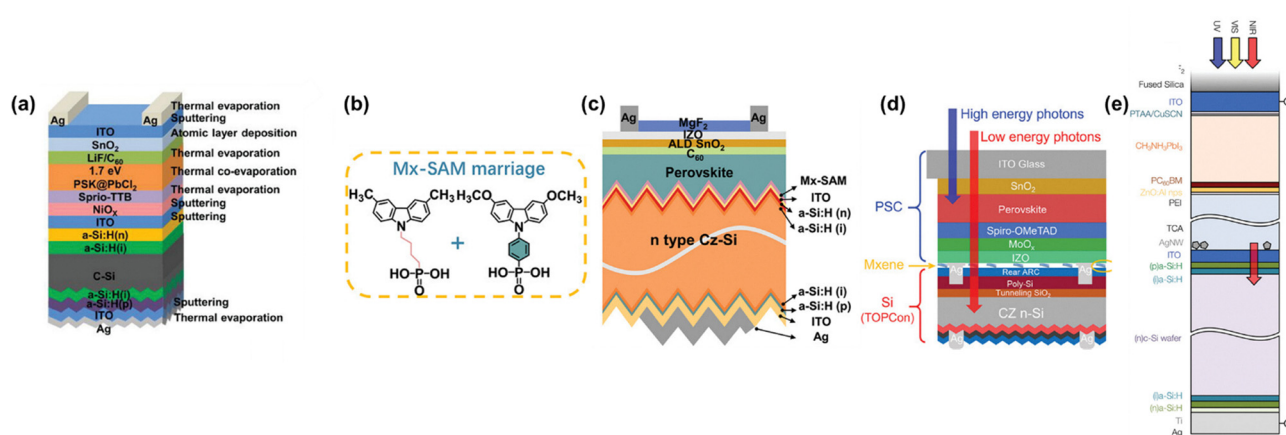 (a)
Ag
Ag
ITO
SnO2
LiF/C60
1.7 eV
PSK@PbCl2
Sprio-TTB
NiOX
ITO
a-Si:H(n)
a-Si:H(i)
C-Si
a-Si:H(i)
a-Si:H(p)
ITO
Ag
Thermal evaporation
Sputtering
Atomic layer deposition
Thermal evaporation
Thermal co-evaporation
Thermal evaporation
Sputtering
Sputtering
Sputtering
Thermal evaporation
(b)
Mx-SAM marriage
H3C
CH3
N
HO
P
O
OH
+
H3CO
OCH3
N
HO
P
O
OH
(c)
Ag
Ag
MgF2
IZO
ALD SnO2
C60
Perovskite
Mx-SAM
ITO
a-Si:H (n)
a-Si:H (i)
n type Cz-Si
a-Si:H (i)
a-Si:H (p)
ITO
Ag
(d)
High energy photons
Low energy photons
PSC
ITO Glass
SnO2
Perovskite
Spiro-OMeTAD
MoOx
IZO
Mxene
Ag
Ag
Rear ARC
Poly-Si
Tunneling SiO2
Si
(TOPCon)
CZ n-Si
Ag
Ag
(e)
UV
VIS
NIR
Fused Silica
ITO
PTAA/CuSCN
CH3NH3PbI3
PC60BM
ZnO:Al nps
PEI
TCA
AgNW
ITO
(p)a-Si:H
(i)a-Si:H
(n)c-Si wafer
(i)a-Si:H
(n)a-Si:H
Ti
Ag